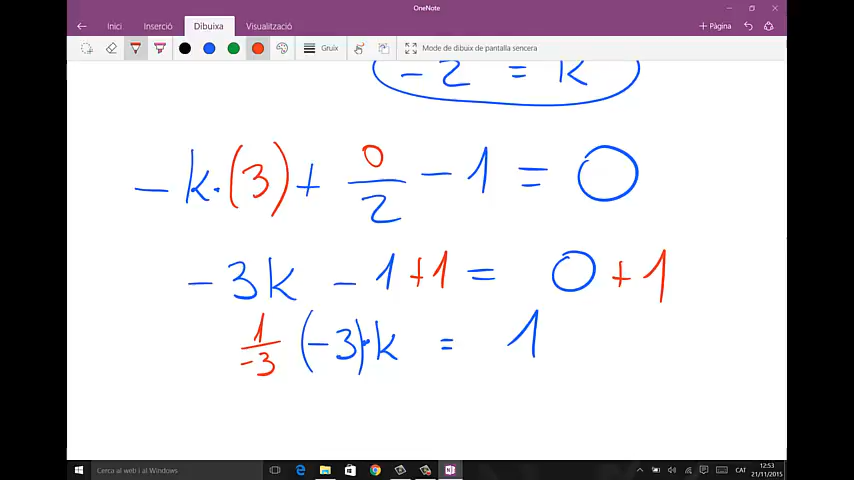 OneNote
Inici Inserció Dibuixa Visualització + Pàgina
Gruix Mode de dibuix de pantalla sencera
-2 = k
-k·(3) + 0/2 - 1 = 0
-3k - 1 + 1 = 0 + 1
1/-3 (-3)·k = 1
Cerca al web i al Windows
CAT
12:53
21/11/2015